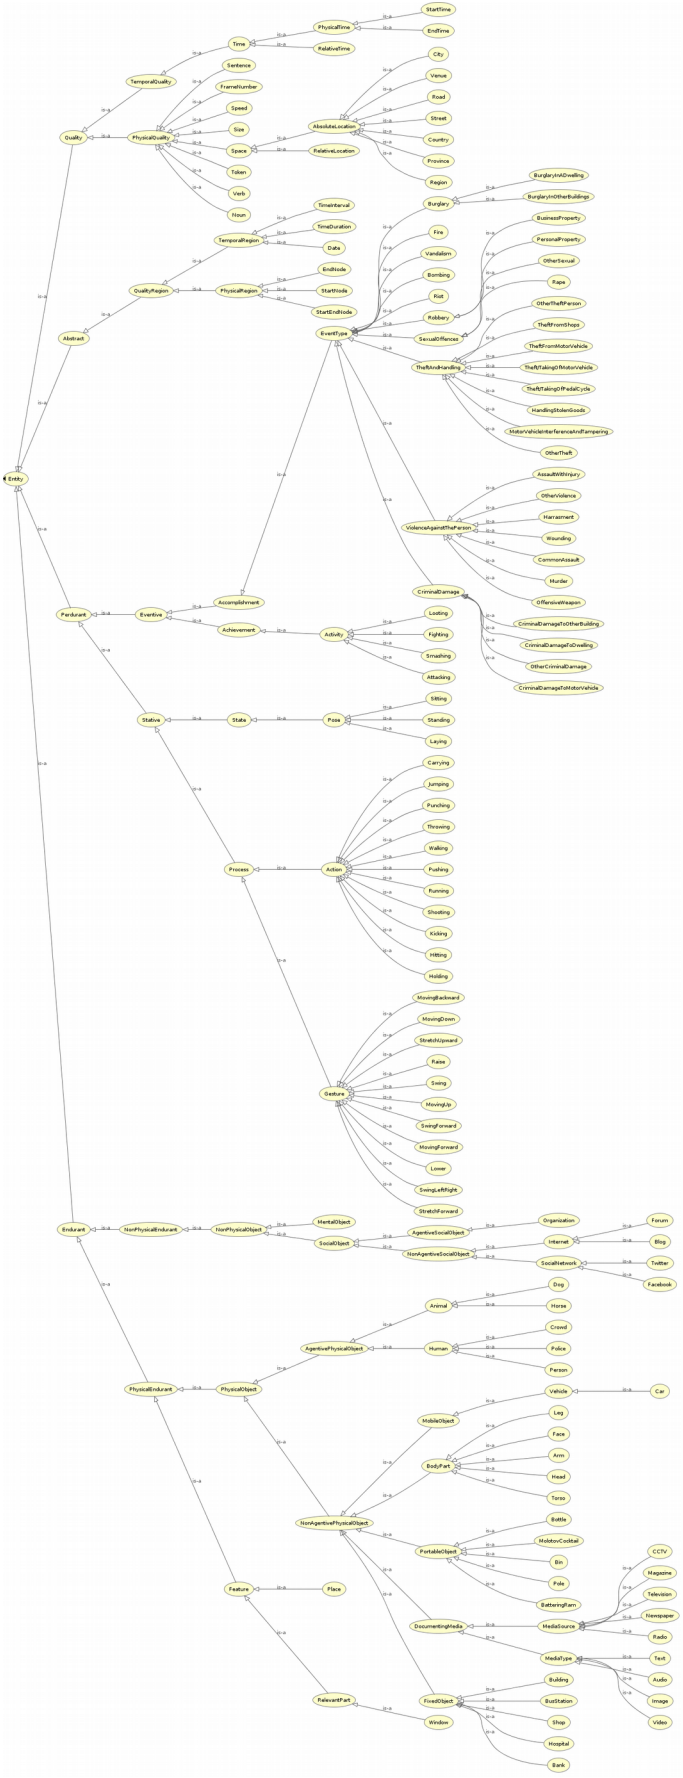 StartTime
PhysicalTime
EndTime
Time
RelativeTime
TemporalQuality
Sentence
FrameNumber
Speed
Size
Quality
PhysicalQuality
Space
Token
Verb
Noun
City
Venue
Road
Street
AbsoluteLocation
Country
Province
Region
RelativeLocation
TimeInterval
TimeDuration
Date
TemporalRegion
QualityRegion
PhysicalRegion
EndNode
StartNode
StartEndNode
Abstract
Entity
EventType
Burglary
BurglaryInADwelling
BurglaryInOtherBuildings
Fire
Vandalism
Bombing
Riot
Robbery
BusinessProperty
PersonalProperty
SexualOffences
OtherSexual
Rape
TheftAndHandling
OtherTheftPerson
TheftFromShops
TheftFromMotorVehicle
TheftTakingOfMotorVehicle
TheftTakingOfPedalCycle
HandlingStolenGoods
MotorVehicleInterferenceAndTampering
OtherTheft
ViolenceAgainstThePerson
AssaultWithInjury
OtherViolence
Harrasment
Wounding
CommonAssault
Murder
OffensiveWeapon
CriminalDamage
CriminalDamageToOtherBuilding
CriminalDamageToDwelling
OtherCriminalDamage
CriminalDamageToMotorVehicle
Perdurant
Eventive
Accomplishment
Achievement
Activity
Looting
Fighting
Smashing
Attacking
Stative
State
Pose
Sitting
Standing
Laying
Process
Action
Carrying
Jumping
Punching
Throwing
Walking
Pushing
Running
Shooting
Kicking
Hitting
Holding
Gesture
MovingBackward
MovingDown
StretchUpward
Raise
Swing
MovingUp
SwingForward
MovingForward
Lower
SwingLeftRight
StretchForward
Endurant
NonPhysicalEndurant
NonPhysicalObject
MentalObject
SocialObject
AgentiveSocialObject
Organization
NonAgentiveSocialObject
Internet
Forum
Blog
SocialNetwork
Twitter
Facebook
PhysicalEndurant
PhysicalObject
AgentivePhysicalObject
Animal
Dog
Horse
Human
Crowd
Police
Person
NonAgentivePhysicalObject
MobileObject
Vehicle
Car
BodyPart
Leg
Face
Arm
Head
Torso
PortableObject
Bottle
MolotovCocktail
Bin
Pole
BatteringRam
DocumentingMedia
MediaSource
CCTV
Magazine
Television
Newspaper
Radio
MediaType
Text
Audio
Image
Video
FixedObject
Building
BusStation
Shop
Hospital
Bank
Feature
Place
RelevantPart
Window